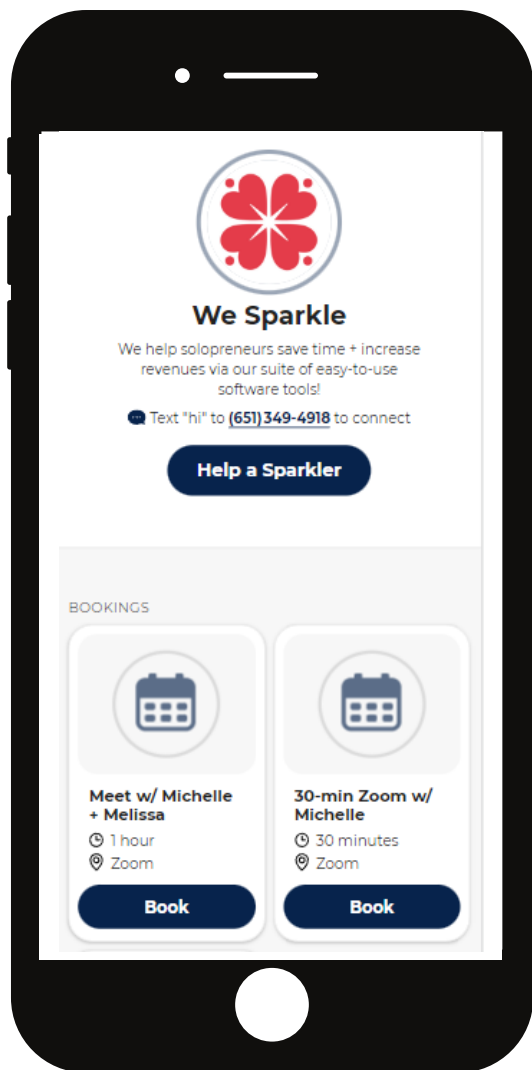 We Sparkle
We help solopreneurs save time + increase
revenues via our suite of easy-to-use
software tools!
Text "hi" to (651)349-4918 to connect
Help a Sparkler
BOOKINGS
Meet w/ Michelle
+ Melissa
1 hour
Zoom
Book
30-min Zoom w/
Michelle
30 minutes
Zoom
Book